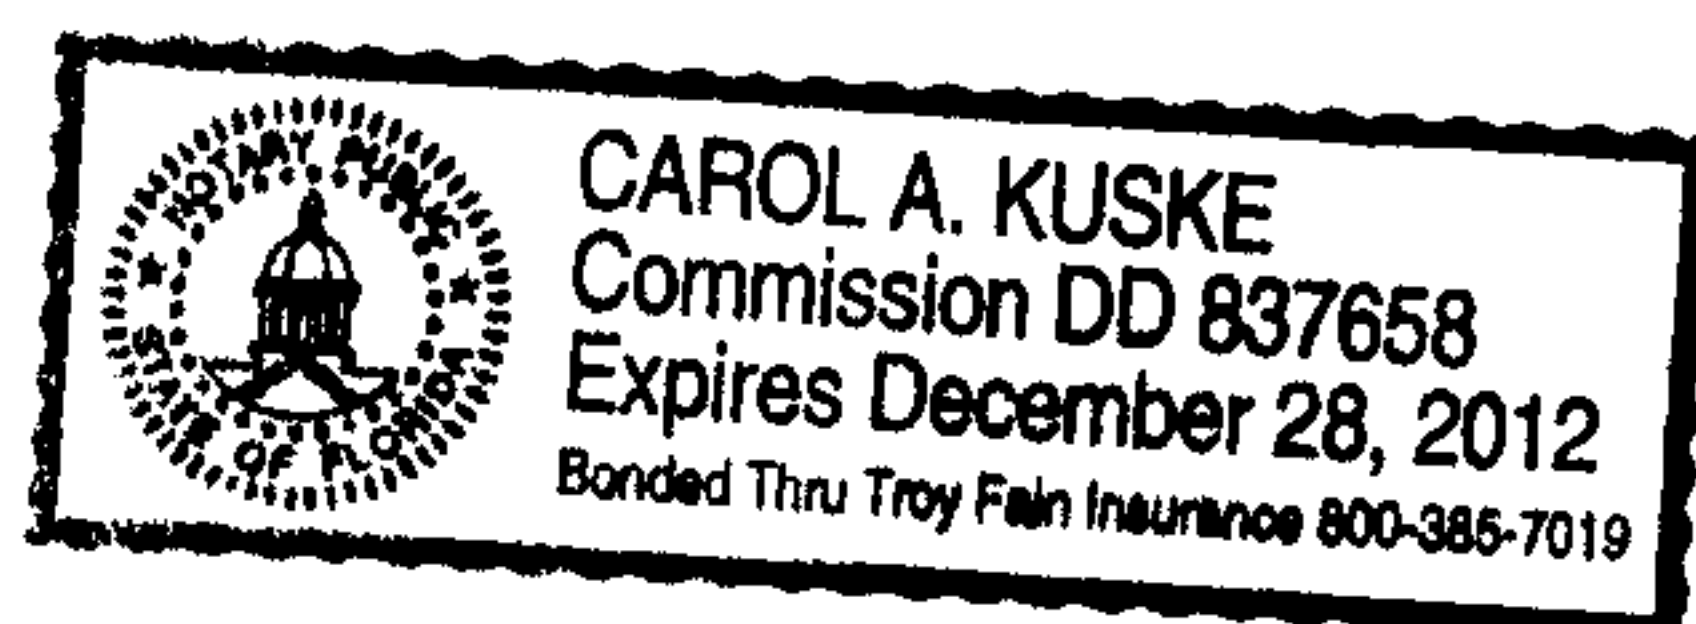 NOTARY PUBLIC
STATE OF FLORIDA
CAROL A. KUSKE
Commission DD 837658
Expires December 28, 2012
Bonded Thru Troy Fain Insurance 800-385-7019